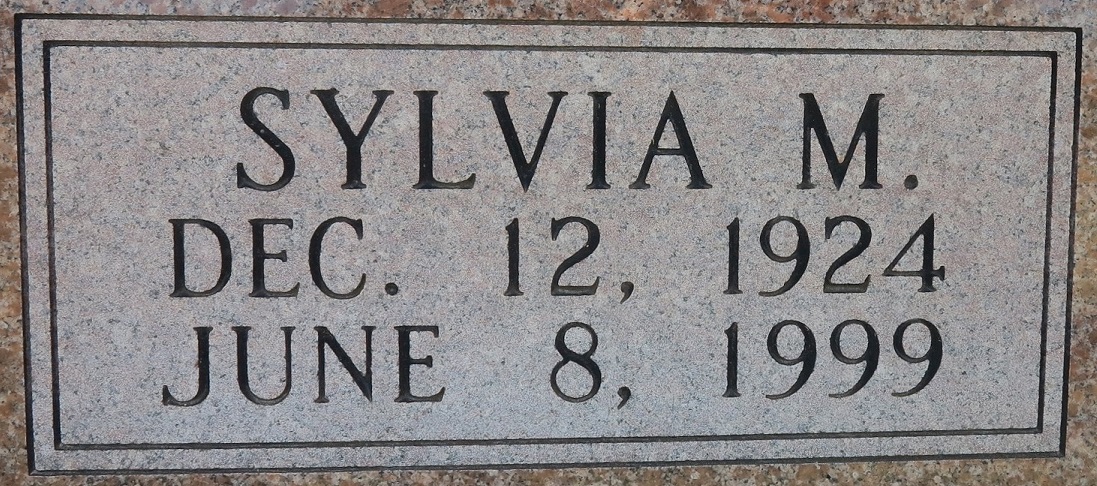 SYLVIA M.
DEC. 12, 1924
JUNE 8, 1999